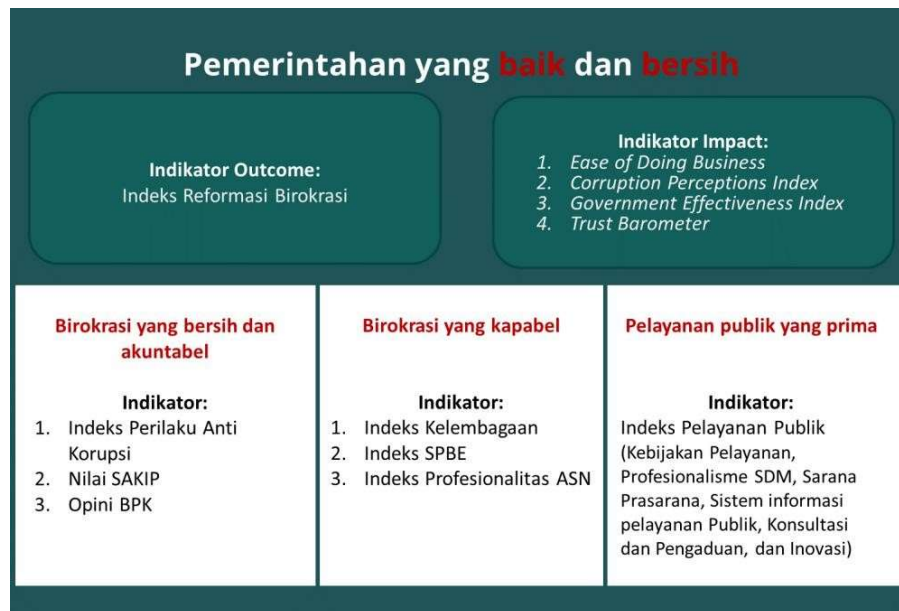 Pemerintahan yang baik dan bersih
Indikator Outcome:
Indeks Reformasi Birokrasi
Indikator Impact:
1. Ease of Doing Business
2. Corruption Perceptions Index
3. Government Effectiveness Index
4. Trust Barometer
Birokrasi yang bersih dan
akuntabel
Indikator:
1. Indeks Perilaku Anti
Korupsi
2. Nilai SAKIP
3. Opini BPK
Birokrasi yang kapabel
Indikator:
1. Indeks Kelembagaan
2. Indeks SPBE
3. Indeks Profesionalitas ASN
Pelayanan publik yang prima
Indikator:
Indeks Pelayanan Publik
(Kebijakan Pelayanan,
Profesionalisme SDM, Sarana
Prasarana, Sistem informasi
pelayanan Publik, Konsultasi
dan Pengaduan, dan Inovasi)